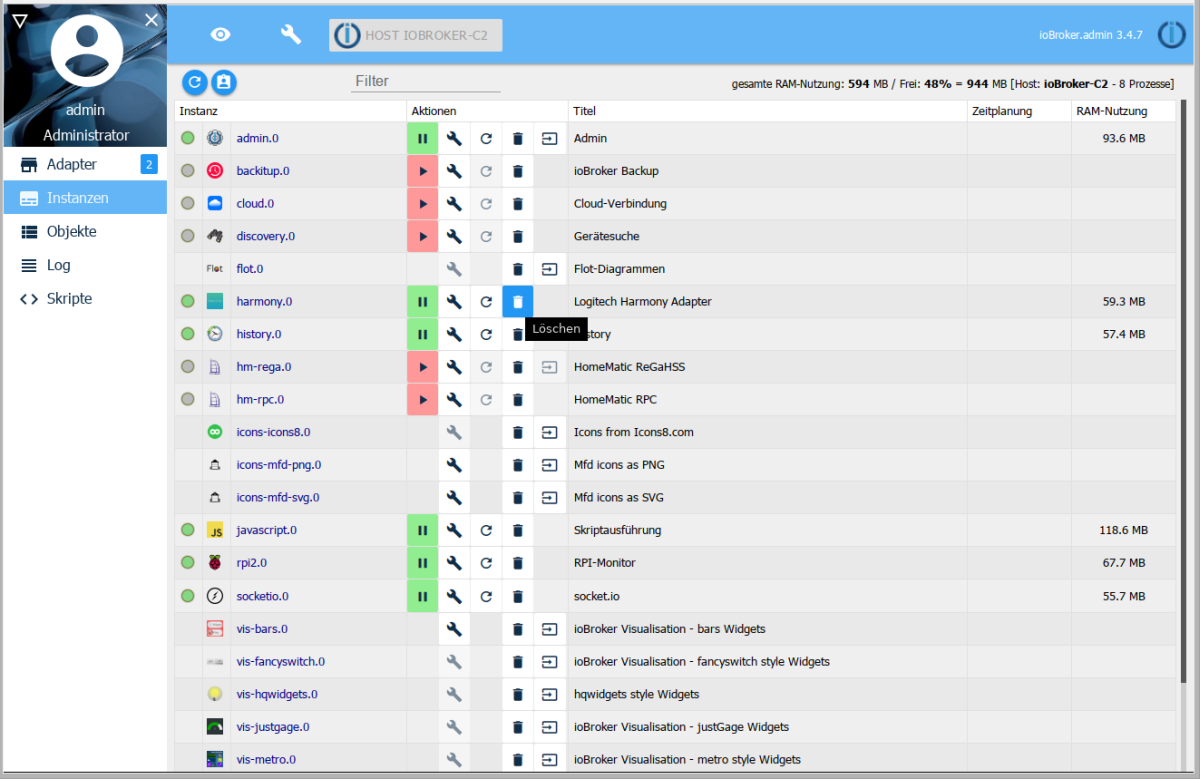 HOST IOBROKER-C2
ioBroker.admin 3.4.7
admin
Administrator
Adapter 2
Instanzen
Objekte
Log
Skripte
Filter
gesamte RAM-Nutzung: 594 MB / Frei: 48% = 944 MB [Host: ioBroker-C2 - 8 Prozesse]
Instanz Aktionen Titel Zeitplanung RAM-Nutzung
admin.0 Admin 93.6 MB
backitup.0 ioBroker Backup
cloud.0 Cloud-Verbindung
discovery.0 Gerätesuche
Flot flot.0 Flot-Diagrammen
harmony.0 Logitech Harmony Adapter 59.3 MB
Löschen
history.0 story 57.4 MB
hm-rega.0 HomeMatic ReGaHSS
hm-rpc.0 HomeMatic RPC
icons-icons8.0 Icons from Icons8.com
icons-mfd-png.0 Mfd icons as PNG
icons-mfd-svg.0 Mfd icons as SVG
JS javascript.0 Skriptausführung 118.6 MB
rpi2.0 RPI-Monitor 67.7 MB
socketio.0 socket.io 55.7 MB
vis-bars.0 ioBroker Visualisation - bars Widgets
vis-fancyswitch.0 ioBroker Visualisation - fancyswitch style Widgets
vis-hqwidgets.0 hqwidgets style Widgets
vis-justgage.0 ioBroker Visualisation - justGage Widgets
vis-metro.0 ioBroker Visualisation - metro style Widgets